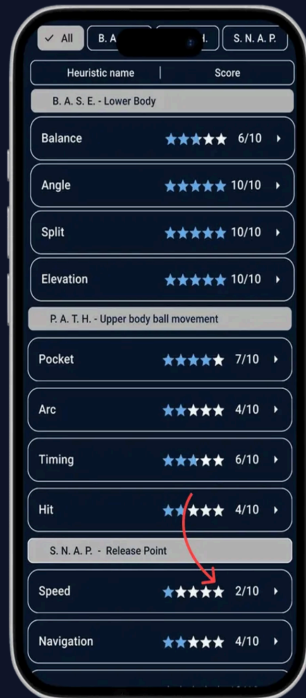 ✓ All B. A H. S. N. A. P.
Heuristic name | Score
B. A. S. E. - Lower Body
Balance 6/10
Angle 10/10
Split 10/10
Elevation 10/10
P. A. T. H. - Upper body ball movement
Pocket 7/10
Arc 4/10
Timing 6/10
Hit 4/10
S. N. A. P. - Release Point
Speed 2/10
Navigation 4/10